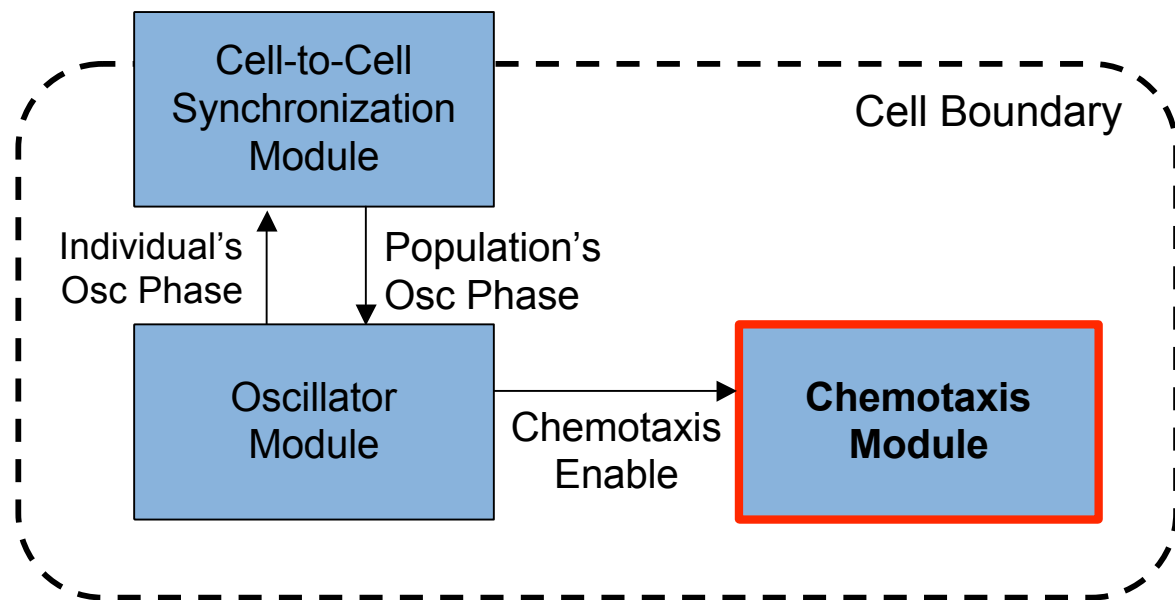 Cell-to-Cell
Synchronization
Module
Cell Boundary
Individual's
Osc Phase
Population's
Osc Phase
Oscillator
Module
Chemotaxis
Enable
Chemotaxis
Module